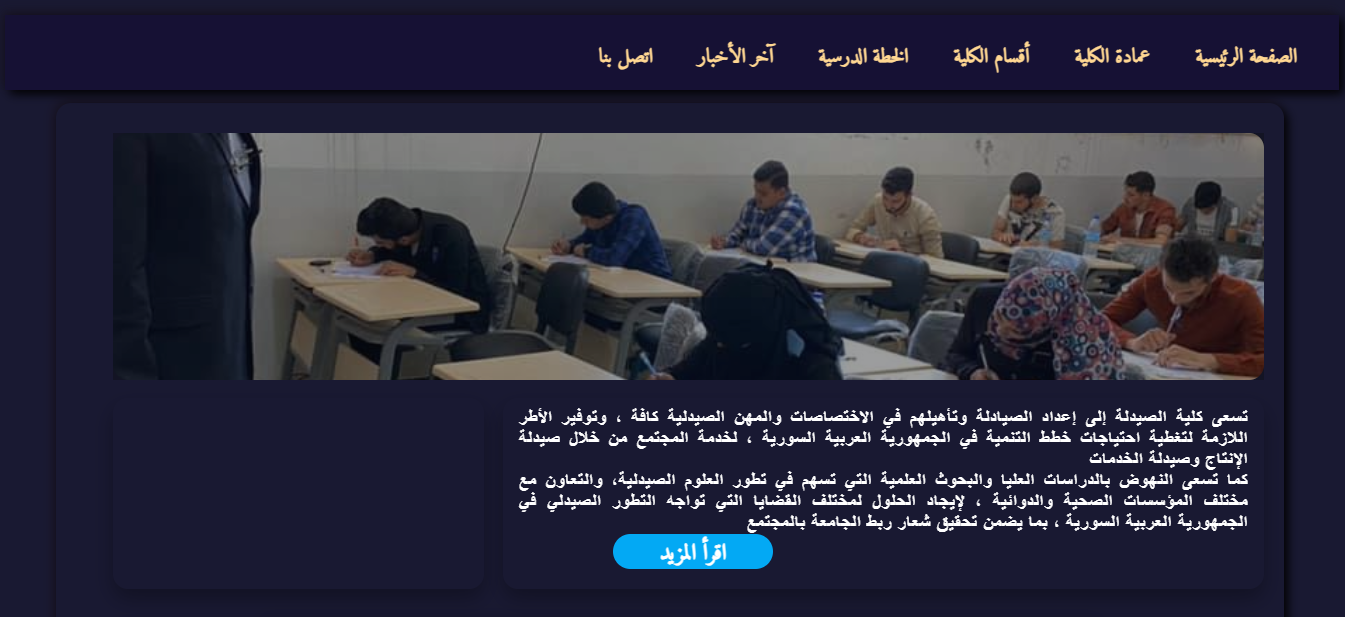 الصفحة الرئيسية عمادة الكلية أقسام الكلية الخطة الدرسية آخر الأخبار اتصل بنا
تسعى كلية الصيدلة إلى إعداد الصيادلة وتأهيلهم في الاختصاصات والمهن الصيدلية كافة ، وتوفير الأطر
اللازمة لتغطية احتياجات خطط التنمية في الجمهورية العربية السورية ، لخدمة المجتمع من خلال صيدلة
الإنتاج وصيدلة الخدمات
كما تسعى النهوض بالدراسات العليا والبحوث العلمية التي تسهم في تطور العلوم الصيدلية، والتعاون مع
مختلف المؤسسات الصحية والدوائية ، لإيجاد الحلول لمختلف القضايا التي تواجه التطور الصيدلي في
الجمهورية العربية السورية ، بما يضمن تحقيق شعار ربط الجامعة بالمجتمع
اقرأ المزيد